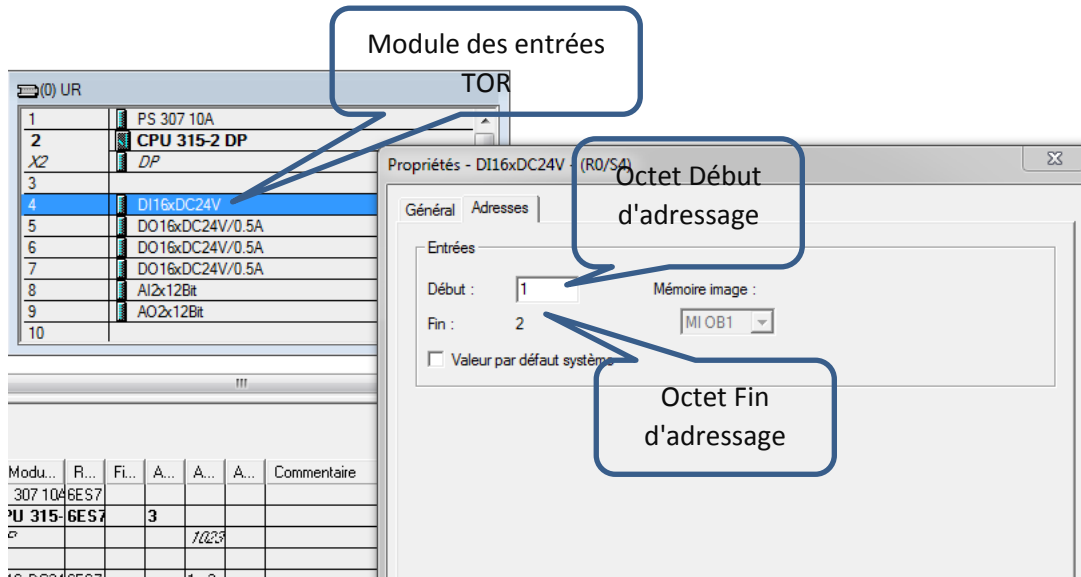 Module des entrées
TOR
(0) UR
1 PS 307 10A
2 CPU 315-2 DP
X2 DP
3
4 DI16xDC24V
5 DO16xDC24V/0.5A
6 DO16xDC24V/0.5A
7 DO16xDC24V/0.5A
8 AI2x12Bit
9 AO2x12Bit
10
Propriétés - DI16xDC24V - (R0/S4)
Octet Début
d'adressage
Général Adresses
Entrées
Début : 1 Mémoire image :
Fin : 2 MI OB1
Valeur par défaut système
Octet Fin
d'adressage
Modu... R... Fi... A... A... A... Commentaire
307 10A 6ES7
PU 315- 6ES7 3
P 1023